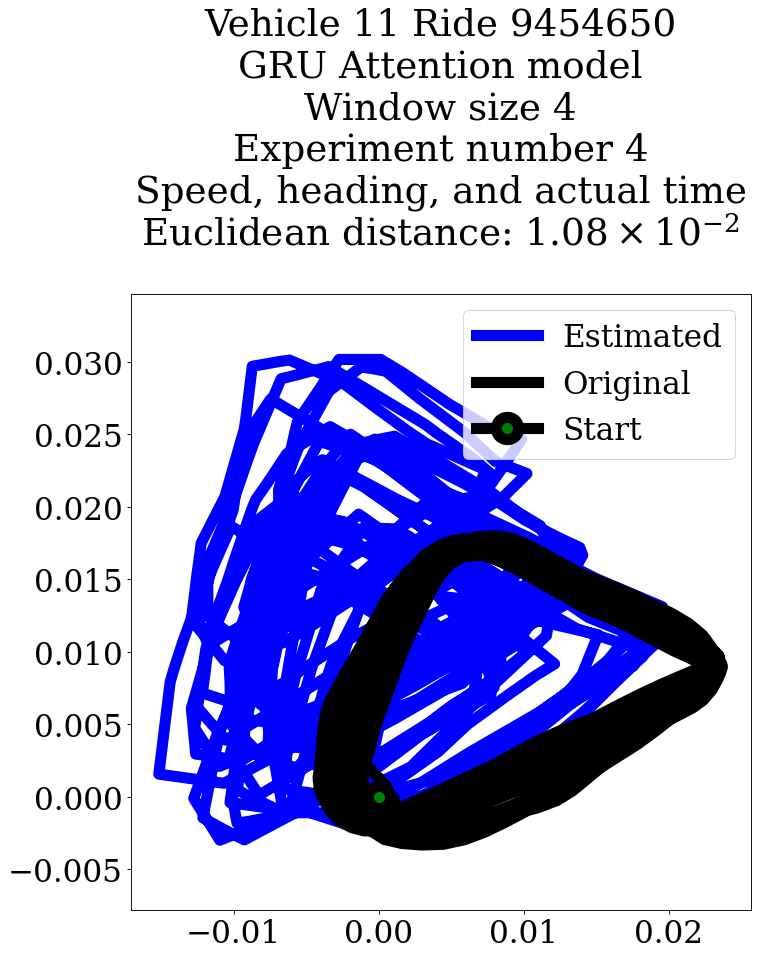 Vehicle 11 Ride 9454650
GRU Attention model
Window size 4
Experiment number 4
Speed, heading, and actual time
Euclidean distance: 1.08 × 10⁻²
Estimated
Original
Start
0.030
0.025
0.020
0.015
0.010
0.005
0.000
−0.005
−0.01 0.00 0.01 0.02